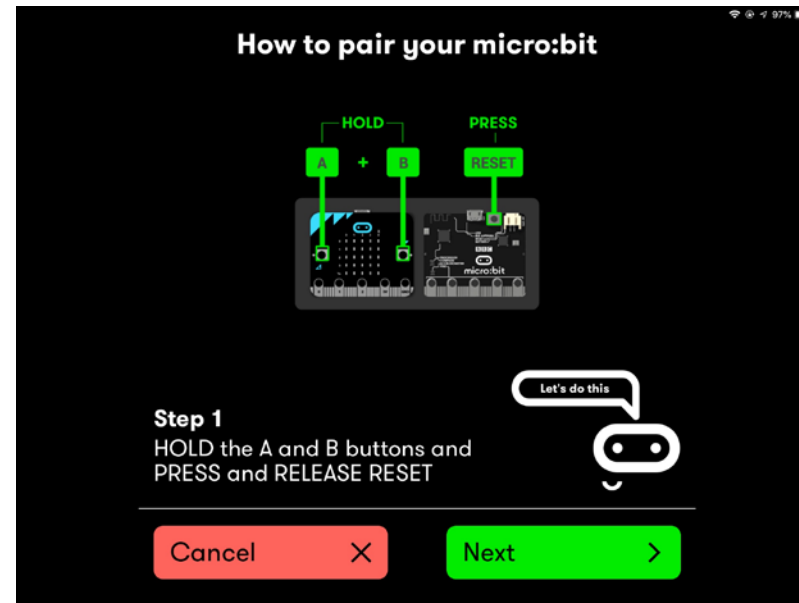 97%
How to pair your micro:bit
HOLD PRESS
A + B RESET
BBC
micro:bit
Let's do this
Step 1
HOLD the A and B buttons and
PRESS and RELEASE RESET
Cancel Next